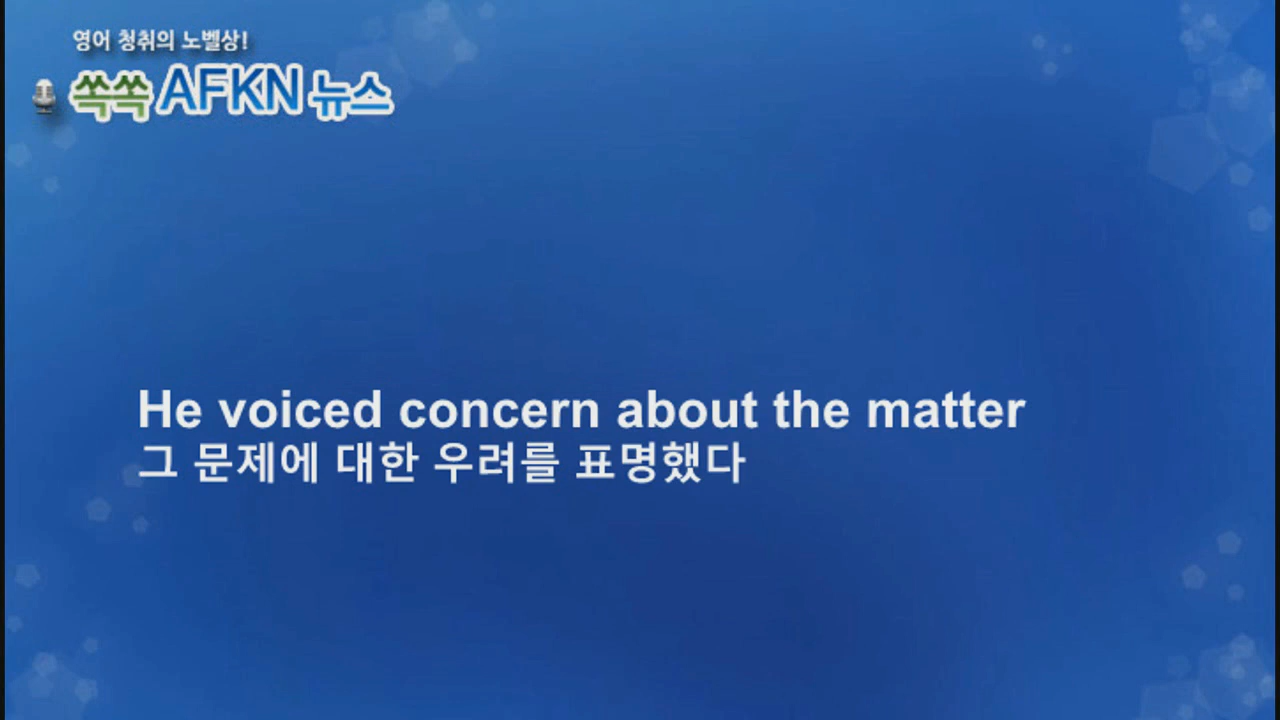 영어 청취의 노벨상!
쏙쏙 AFKN 뉴스
He voiced concern about the matter
그 문제에 대한 우려를 표명했다